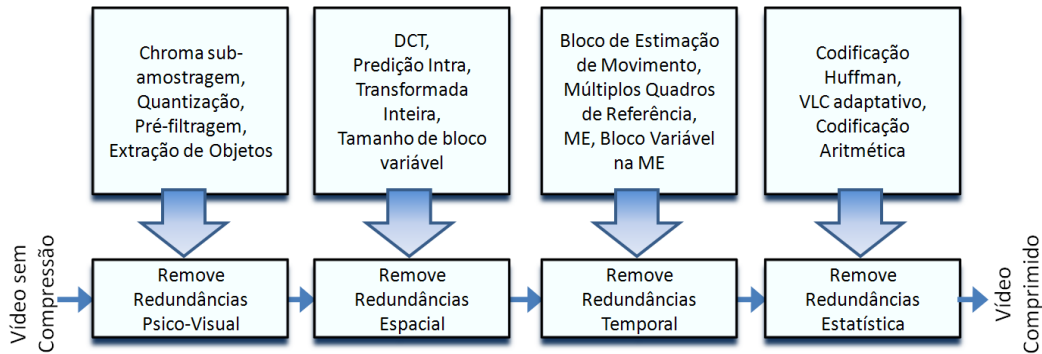 Chroma sub-
amostragem,
Quantização,
Pré-filtragem,
Extração de Objetos
DCT,
Predição Intra,
Transformada
Inteira,
Tamanho de bloco
variável
Bloco de Estimação
de Movimento,
Múltiplos Quadros
de Referência,
ME, Bloco Variável
na ME
Codificação
Huffman,
VLC adaptativo,
Codificação
Aritmética
Vídeo sem
Compressão
Remove
Redundâncias
Psico-Visual
Remove
Redundâncias
Espacial
Remove
Redundâncias
Temporal
Remove
Redundâncias
Estatística
Vídeo
Comprimido